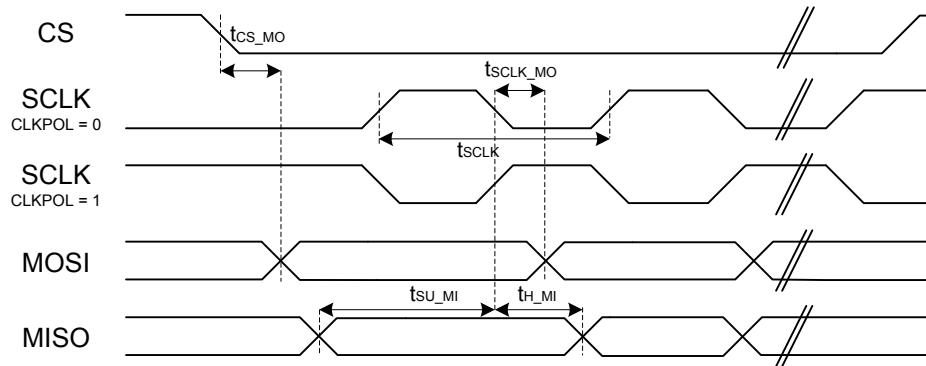 CS
tCS_MO
SCLK
CLKPOL = 0
tSCLK_MO
tSCLK
SCLK
CLKPOL = 1
MOSI
tSU_MI
tH_MI
MISO